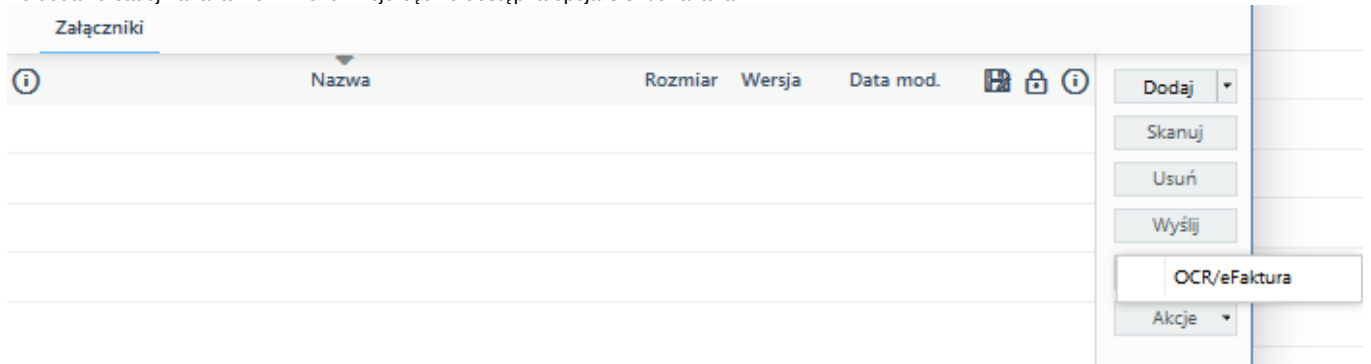 Załączniki
Nazwa Rozmiar Wersja Data mod.
Dodaj
Skanuj
Usuń
Wyślij
OCR/eFaktura
Akcje